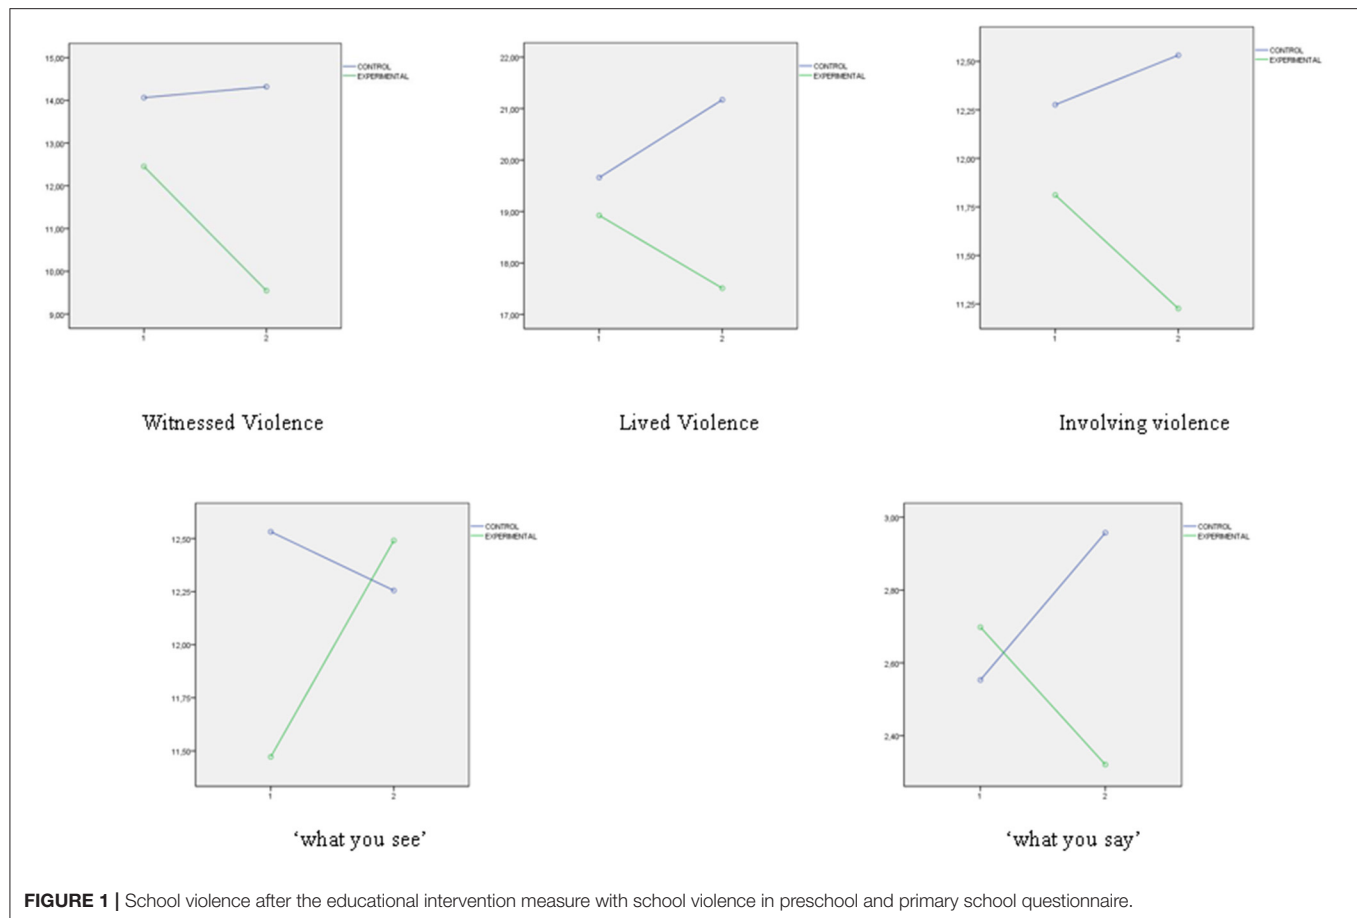 15,00
14,00
13,00
12,00
11,00
10,00
9,00
1 2
CONTROL
EXPERIMENTAL
Witnessed Violence
22,00
21,00
20,00
19,00
18,00
17,00
1 2
CONTROL
EXPERIMENTAL
Lived Violence
12,50
12,25
12,00
11,75
11,50
11,25
1 2
CONTROL
EXPERIMENTAL
Involving violence
12,50
12,25
12,00
11,75
11,50
1 2
CONTROL
EXPERIMENTAL
‘what you see’
3,00
2,80
2,60
2,40
1 2
CONTROL
EXPERIMENTAL
‘what you say’
FIGURE 1 | School violence after the educational intervention measure with school violence in preschool and primary school questionnaire.